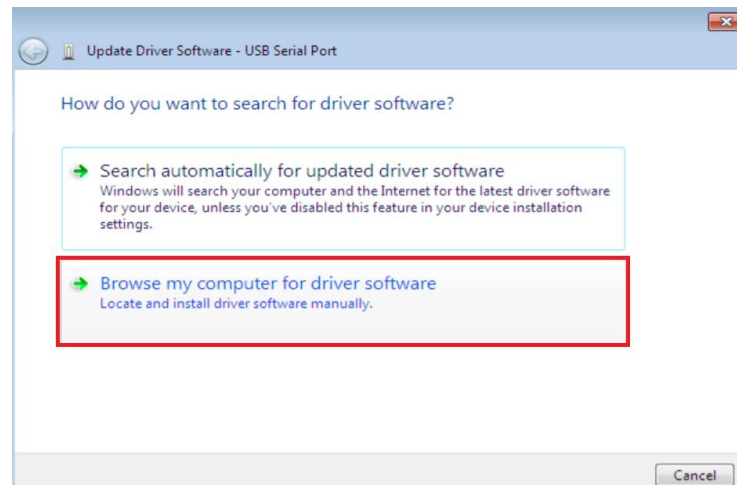 Update Driver Software - USB Serial Port
How do you want to search for driver software?
Search automatically for updated driver software
Windows will search your computer and the Internet for the latest driver software
for your device, unless you've disabled this feature in your device installation
settings.
Browse my computer for driver software
Locate and install driver software manually.
Cancel